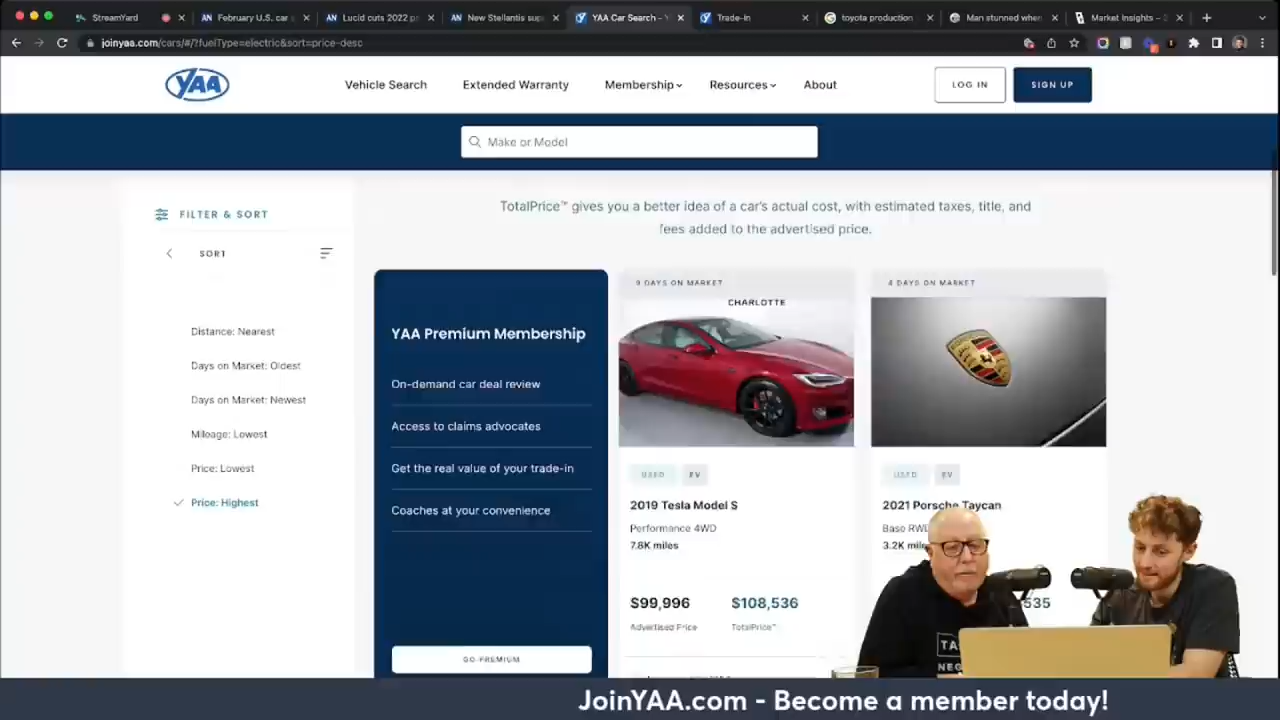 StreamYard
February U.S. car
Lucid cuts 2022 p
New Stellantis sup
YAA Car Search -
Trade-In
toyota production
Man stunned when
Market Insights –
joinyaa.com/cars/#/?fuelType=electric&sort=price-desc
YAA
Vehicle Search
Extended Warranty
Membership
Resources
About
LOG IN
SIGN UP
Make or Model
FILTER & SORT
SORT
Distance: Nearest
Days on Market: Oldest
Days on Market: Newest
Mileage: Lowest
Price: Lowest
Price: Highest
TotalPrice™ gives you a better idea of a car's actual cost, with estimated taxes, title, and
fees added to the advertised price.
YAA Premium Membership
On-demand car deal review
Access to claims advocates
Get the real value of your trade-in
Coaches at your convenience
GO PREMIUM
9 DAYS ON MARKET
CHARLOTTE
USED EV
2019 Tesla Model S
Performance 4WD
7.8K miles
$99,996 $108,536
Advertised Price TotalPrice™
4 DAYS ON MARKET
USED EV
2021 Porsche Taycan
Base RWD
3.2K miles
535
TA
NEG
JoinYAA.com - Become a member today!